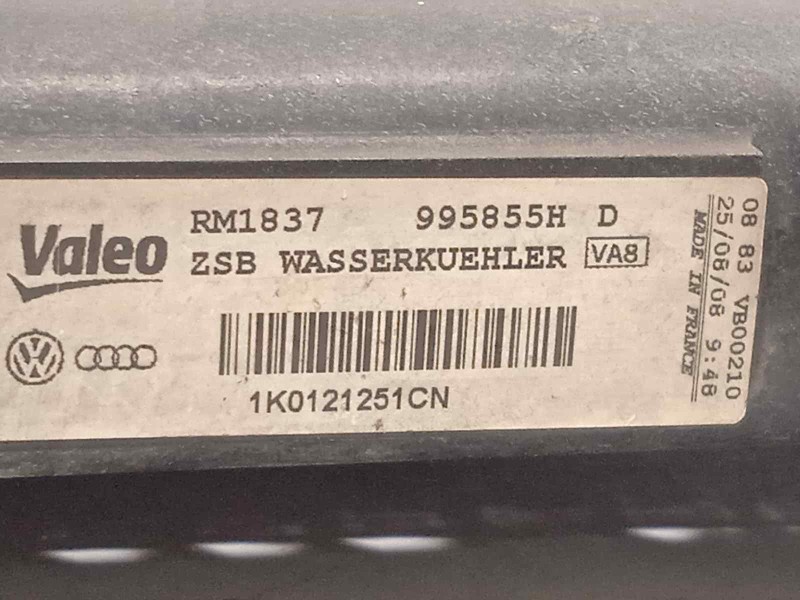 Valeo
RM1837 995855H D
ZSB WASSERKUEHLER VA8
1K0121251CN
08 83 VB00210
25/08/08 9:48
MADE IN FRANCE